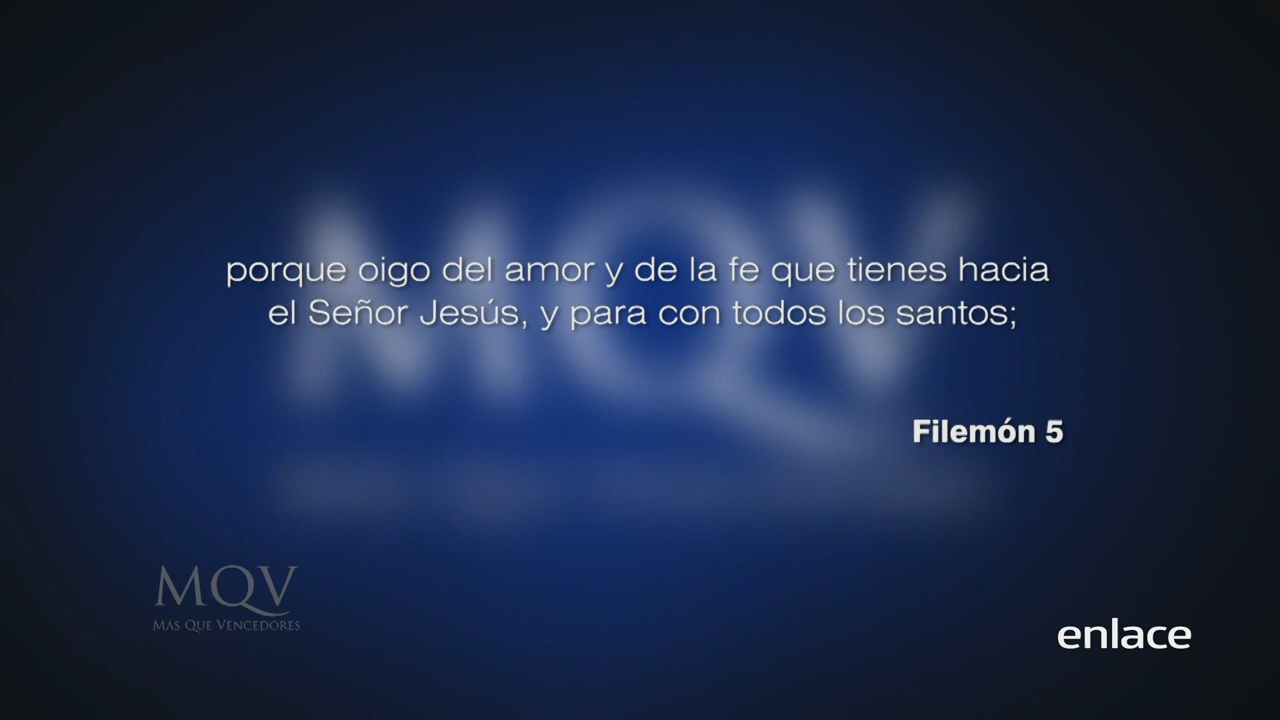 porque oigo del amor y de la fe que tienes hacia
el Señor Jesús, y para con todos los santos;
Filemón 5
MQV
MÁS QUE VENCEDORES
enlace